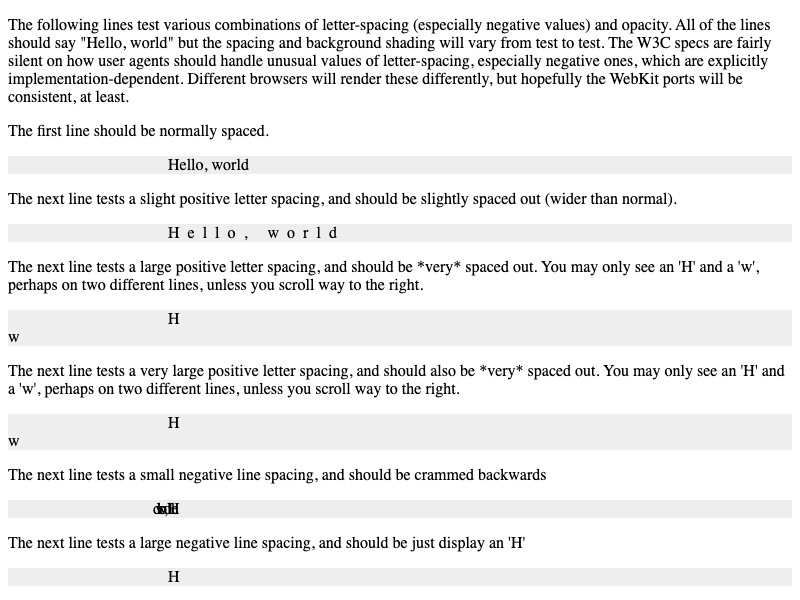 The following lines test various combinations of letter-spacing (especially negative values) and opacity. All of the lines
should say "Hello, world" but the spacing and background shading will vary from test to test. The W3C specs are fairly
silent on how user agents should handle unusual values of letter-spacing, especially negative ones, which are explicitly
implementation-dependent. Different browsers will render these differently, but hopefully the WebKit ports will be
consistent, at least.
The first line should be normally spaced.
Hello, world
The next line tests a slight positive letter spacing, and should be slightly spaced out (wider than normal).
H e l l o ,  w o r l d
The next line tests a large positive letter spacing, and should be *very* spaced out. You may only see an 'H' and a 'w',
perhaps on two different lines, unless you scroll way to the right.
H
w
The next line tests a very large positive letter spacing, and should also be *very* spaced out. You may only see an 'H' and
a 'w', perhaps on two different lines, unless you scroll way to the right.
H
w
The next line tests a small negative line spacing, and should be crammed backwards
H
The next line tests a large negative line spacing, and should be just display an 'H'
H